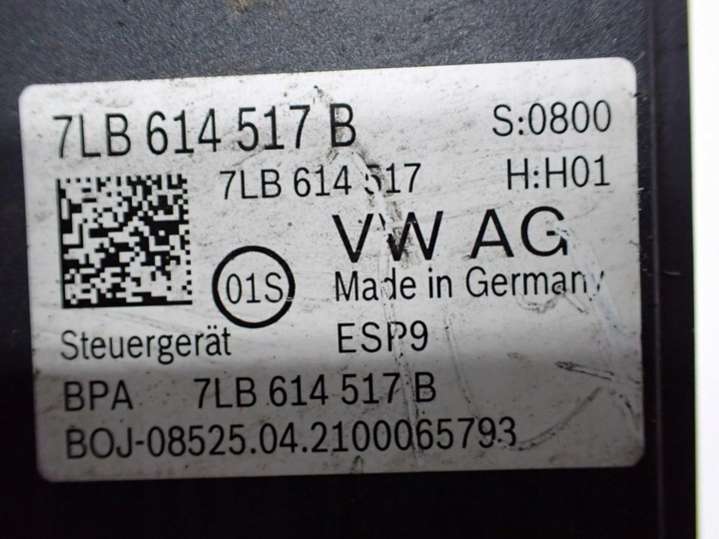 7LB 614 517 B S:0800
7LB 614 517 H:H01
VW AG
01S Made in Germany
Steuergerät ESP9
BPA 7LB 614 517 B
BOJ-08525.04.2100065793